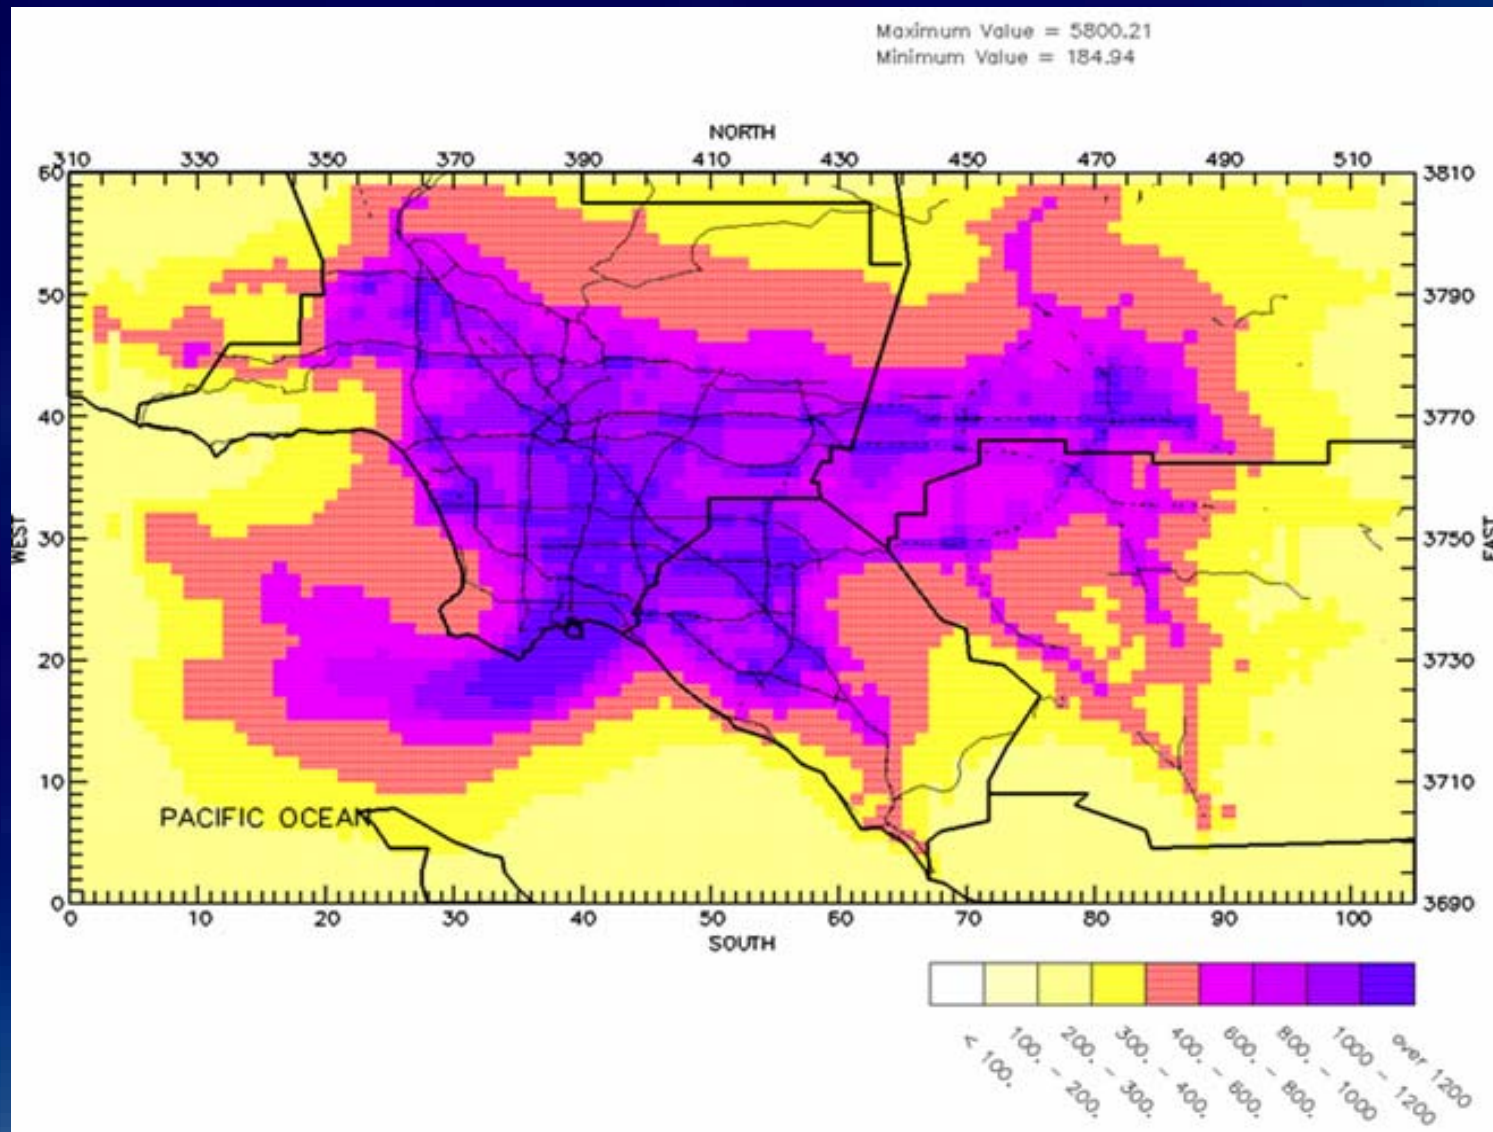 Maximum Value = 5800.21
Minimum Value = 184.94
NORTH
310 330 350 370 390 410 430 450 470 490 510
60 3810
50 3790
40 3770
WEST
30 3750
EAST
20 3730
10 3710
PACIFIC OCEAN
0 3690
0 10 20 30 40 50 60 70 80 90 100
SOUTH
< 100.
100. - 200.
200. - 300.
300. - 400.
400. - 600.
600. - 800.
800. - 1000
1000 - 1200
over 1200